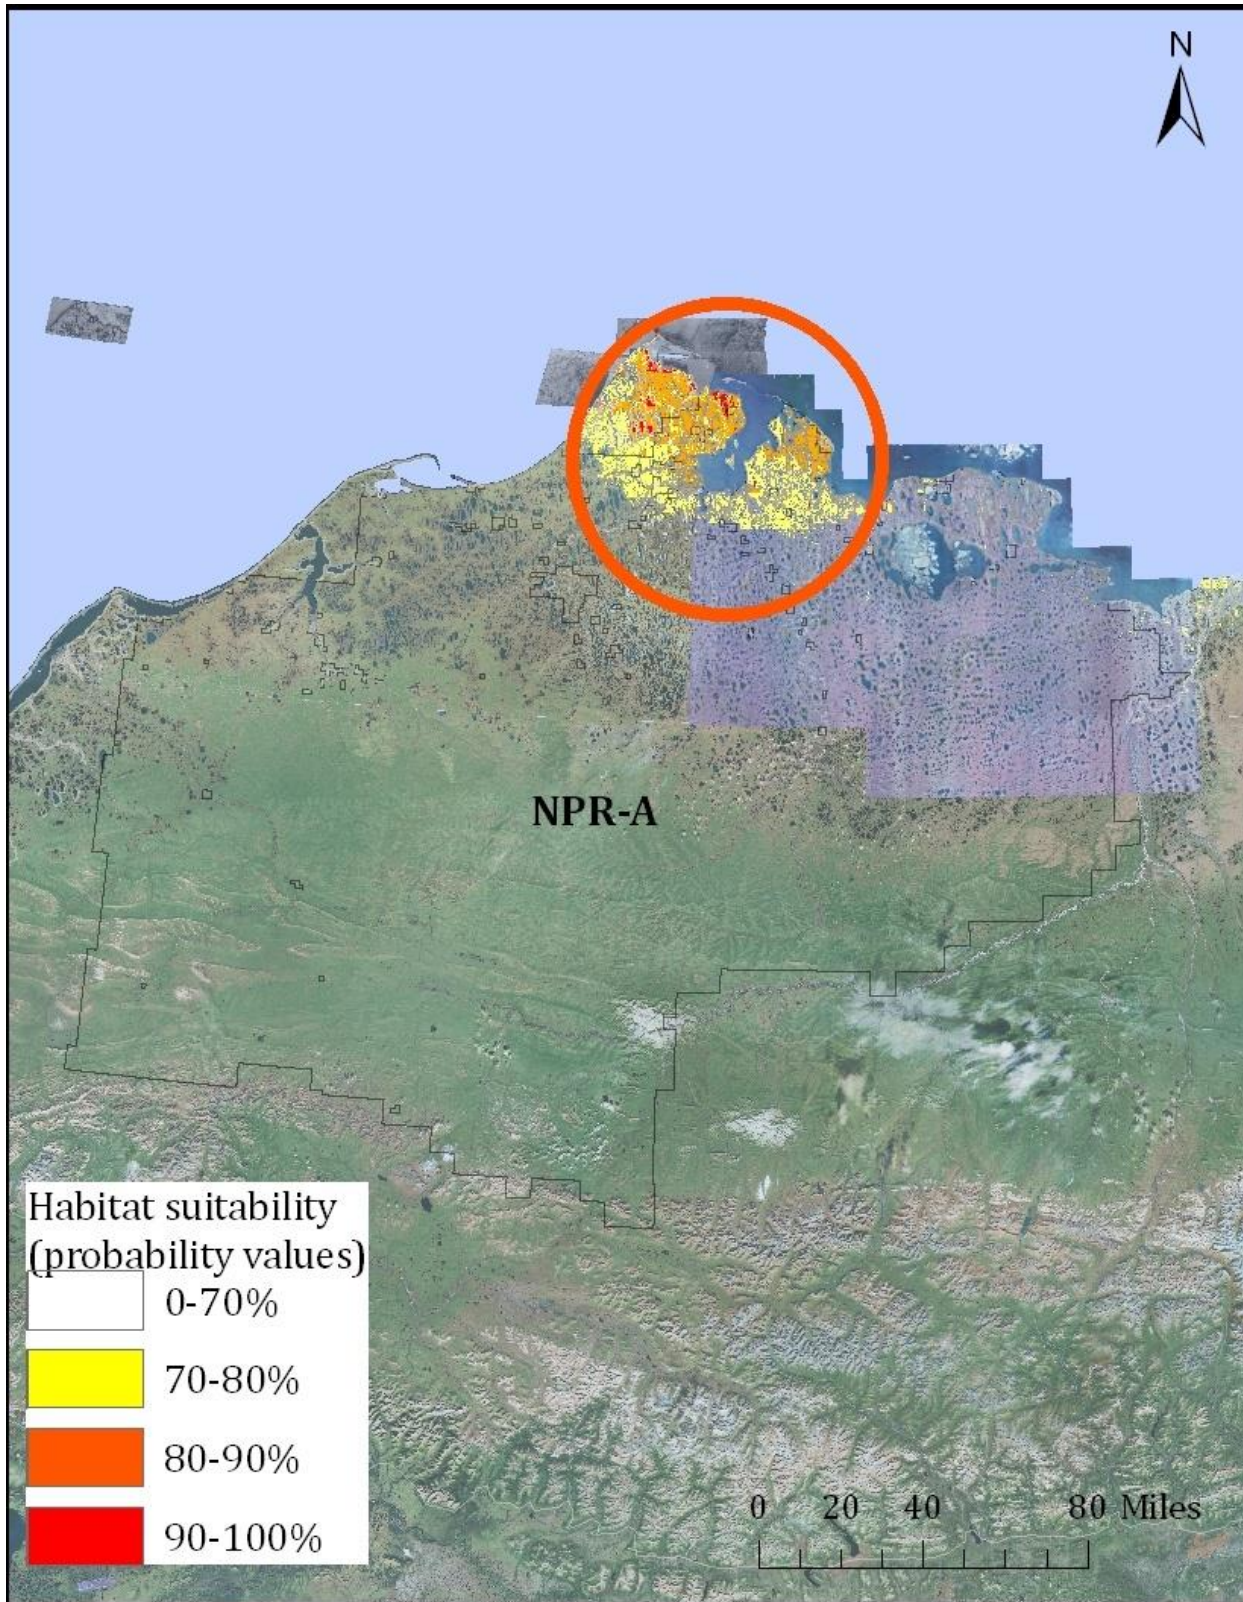 N
NPR-A
Habitat suitability
(probability values)
0-70%
70-80%
80-90%
90-100%
0 20 40 80 Miles